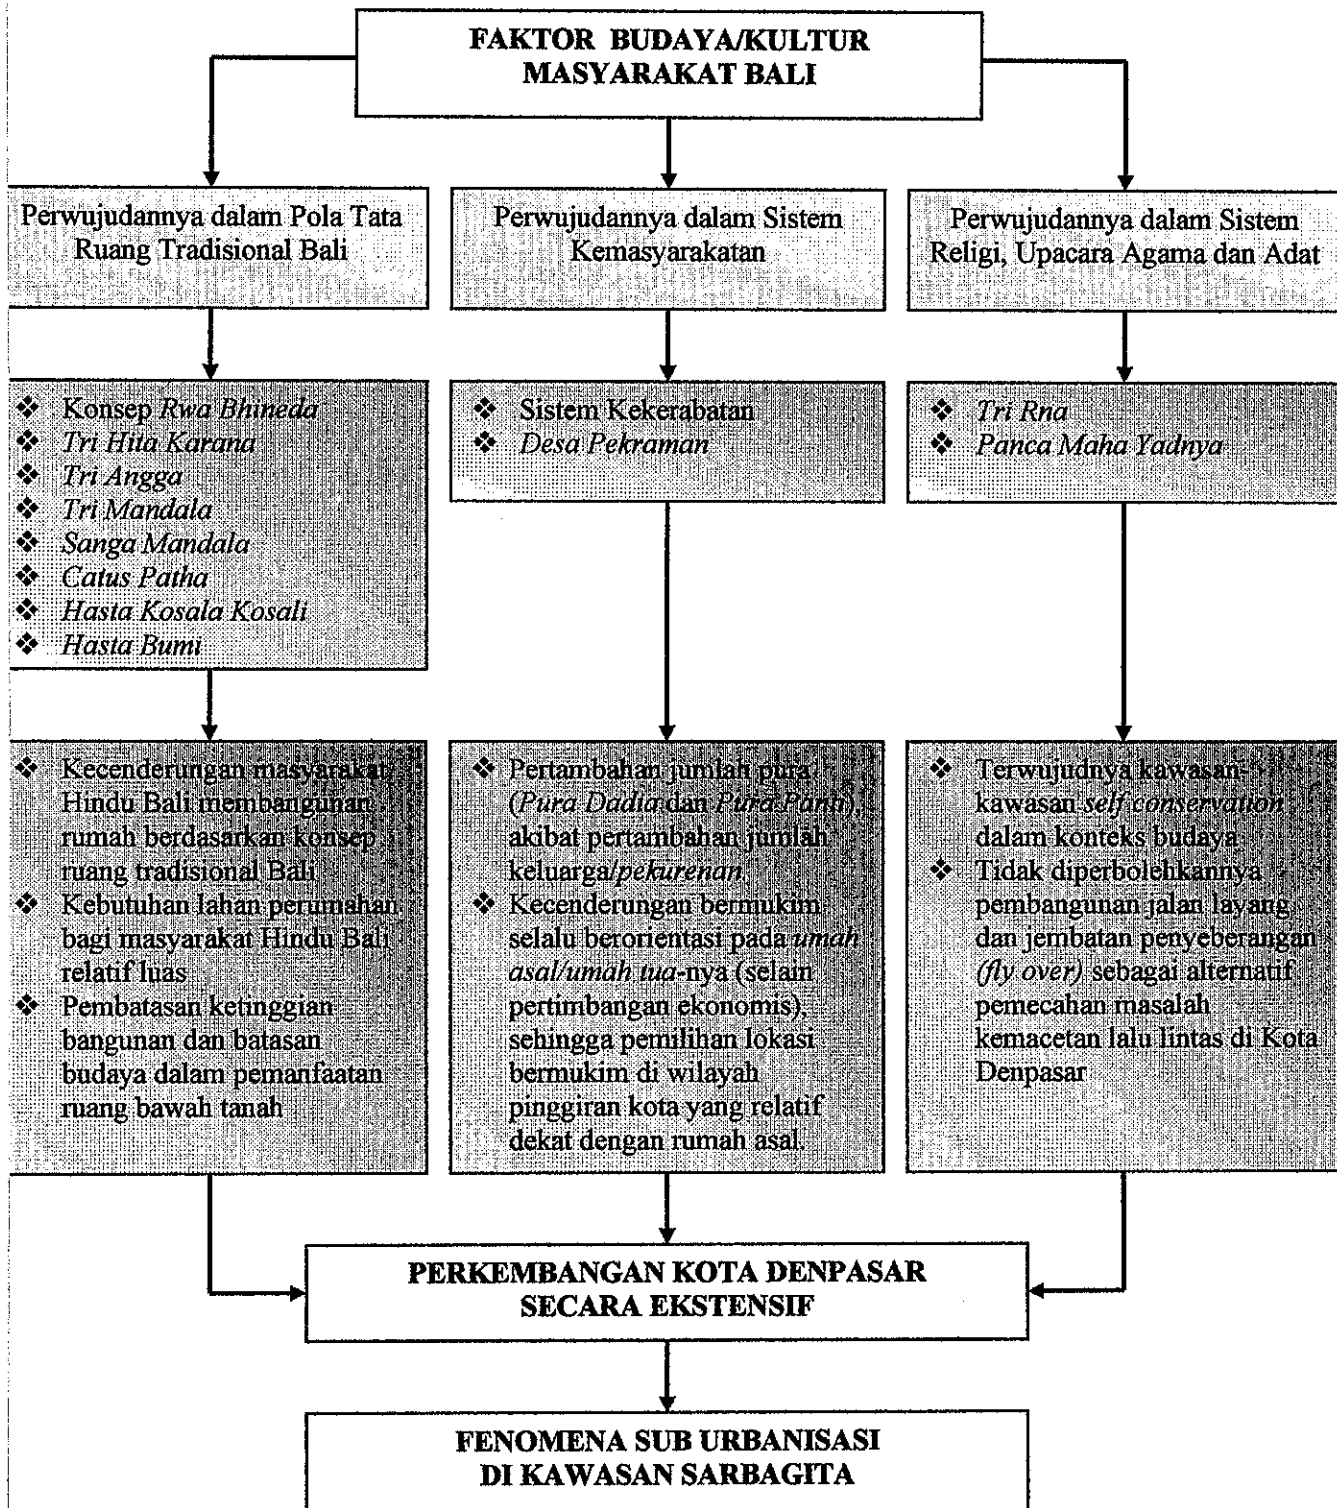 FAKTOR BUDAYA/KULTUR
MASYARAKAT BALI
Perwujudannya dalam Pola Tata
Ruang Tradisional Bali
Perwujudannya dalam Sistem
Kemasyarakatan
Perwujudannya dalam Sistem
Religi, Upacara Agama dan Adat
❖ Konsep Rwa Bhineda
❖ Tri Hita Karana
❖ Tri Angga
❖ Tri Mandala
❖ Sanga Mandala
❖ Catus Patha
❖ Hasta Kosala Kosali
❖ Hasta Bumi
❖ Sistem Kekerabatan
❖ Desa Pekraman
❖ Tri Rna
❖ Panca Maha Yadnya
❖ Kecenderungan masyarakat
Hindu Bali membangunan
rumah berdasarkan konsep
ruang tradisional Bali
❖ Kebutuhan lahan perumahan
bagi masyarakat Hindu Bali
relatif luas
❖ Pembatasan ketinggian
bangunan dan batasan
budaya dalam pemanfaatan
ruang bawah tanah
❖ Pertambahan jumlah pura
(Pura Dadia dan Pura Panti),
akibat pertambahan jumlah
keluarga/pekurenan
❖ Kecenderungan bermukim
selalu berorientasi pada umah
asal/umah tua-nya (selain
pertimbangan ekonomis),
sehingga pemilihan lokasi
bermukim di wilayah
pinggiran kota yang relatif
dekat dengan rumah asal.
❖ Terwujudnya kawasan-
kawasan self conservation
dalam konteks budaya
❖ Tidak diperbolehkannya
pembangunan jalan layang
dan jembatan penyeberangan
(fly over) sebagai alternatif
pemecahan masalah
kemacetan lalu lintas di Kota
Denpasar
PERKEMBANGAN KOTA DENPASAR
SECARA EKSTENSIF
FENOMENA SUB URBANISASI
DI KAWASAN SARBAGITA